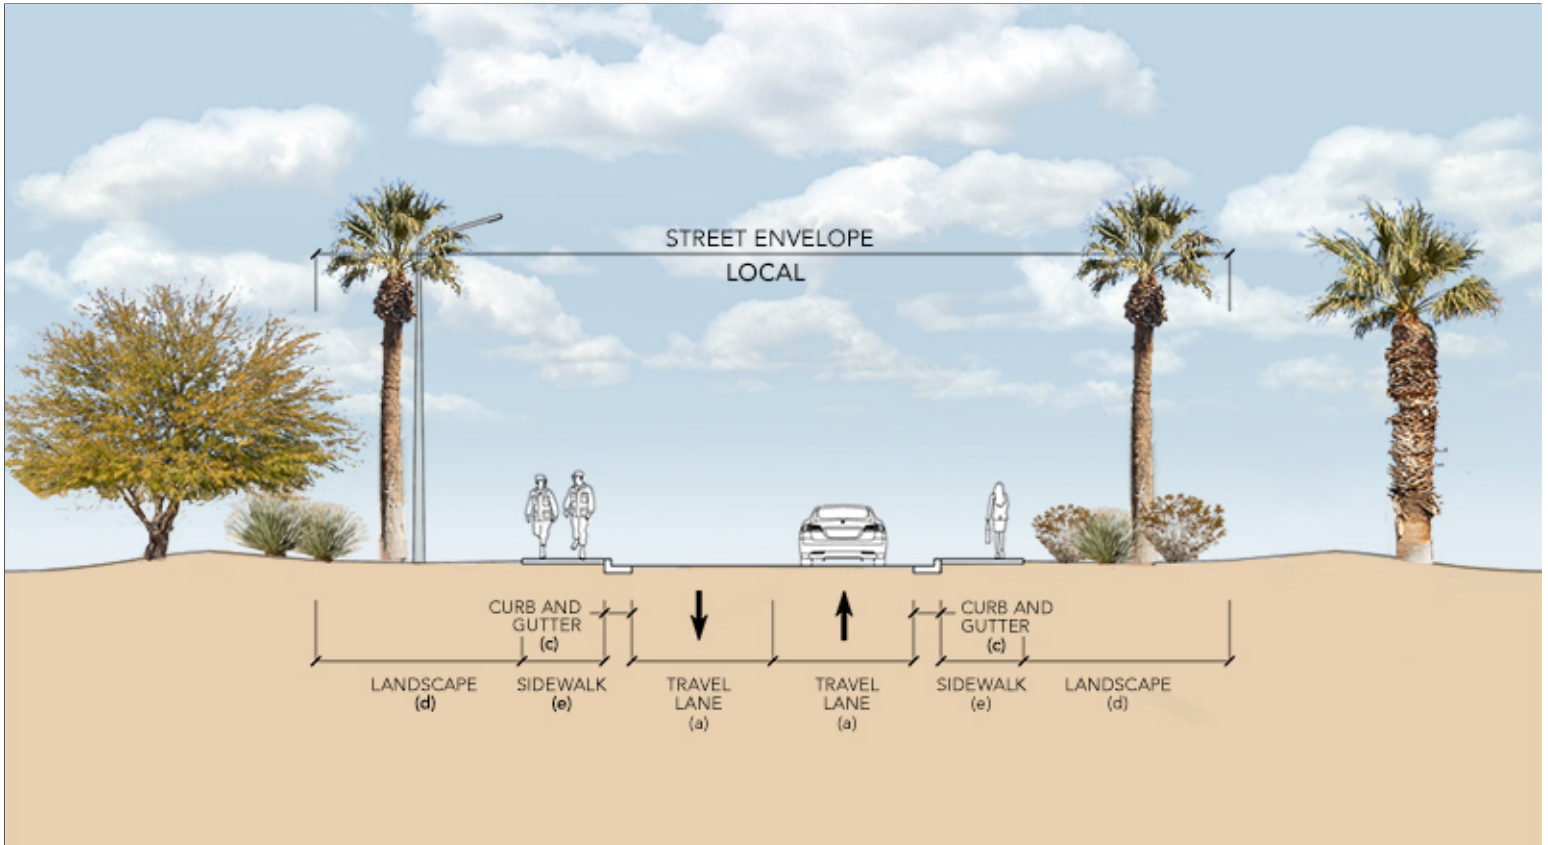 STREET ENVELOPE
LOCAL
CURB AND
GUTTER
(c)
CURB AND
GUTTER
(c)
LANDSCAPE
(d)
SIDEWALK
(e)
TRAVEL
LANE
(a)
TRAVEL
LANE
(a)
SIDEWALK
(e)
LANDSCAPE
(d)